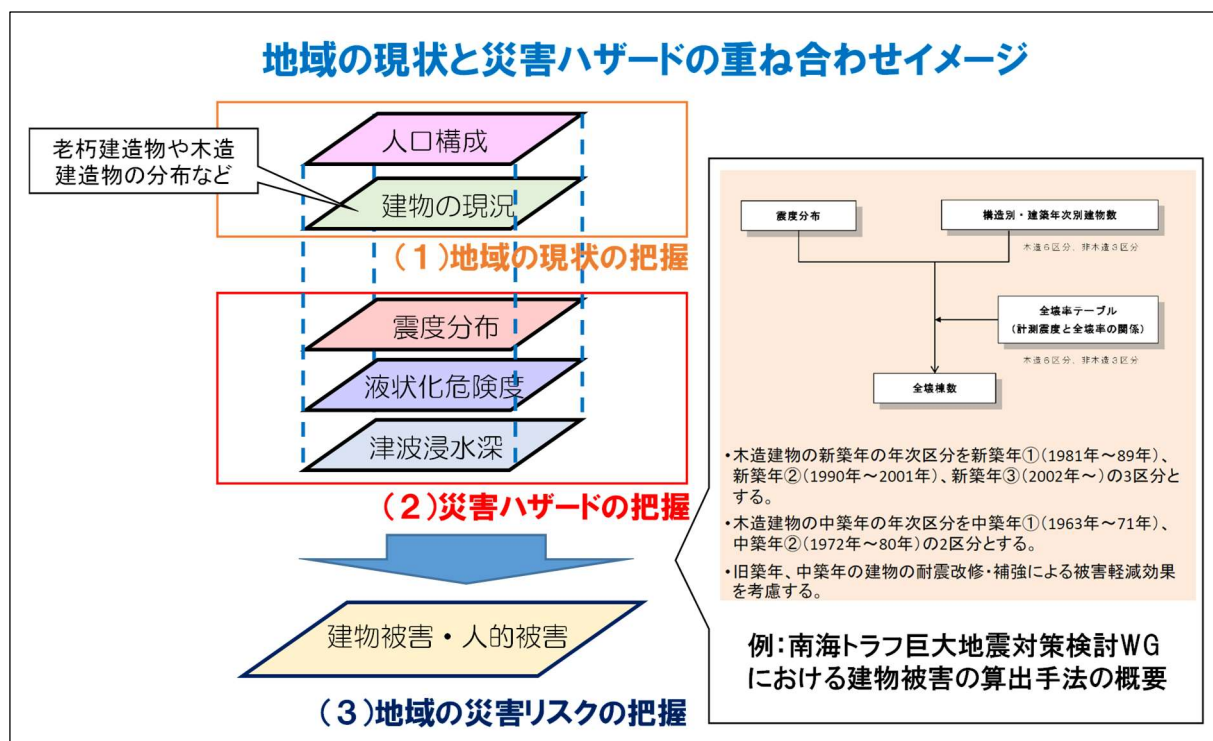 地域の現状と災害ハザードの重ね合わせイメージ
老朽建造物や木造
建造物の分布など
人口構成
建物の現況
（１）地域の現状の把握
震度分布
液状化危険度
津波浸水深
（２）災害ハザードの把握
建物被害・人的被害
（３）地域の災害リスクの把握
震度分布
構造別・建築年次別建物数
木造６区分、非木造３区分
全壊率テーブル
（計測震度と全壊率の関係）
木造６区分、非木造３区分
全壊棟数
・木造建物の新築年の年次区分を新築年①（1981年～89年）、
新築年②（1990年～2001年）、新築年③（2002年～）の3区分と
する。
・木造建物の中築年の年次区分を中築年①（1963年～71年）、
中築年②（1972年～80年）の2区分とする。
・旧築年、中築年の建物の耐震改修・補強による被害軽減効果
を考慮する。
例：南海トラフ巨大地震対策検討ＷＧ
における建物被害の算出手法の概要